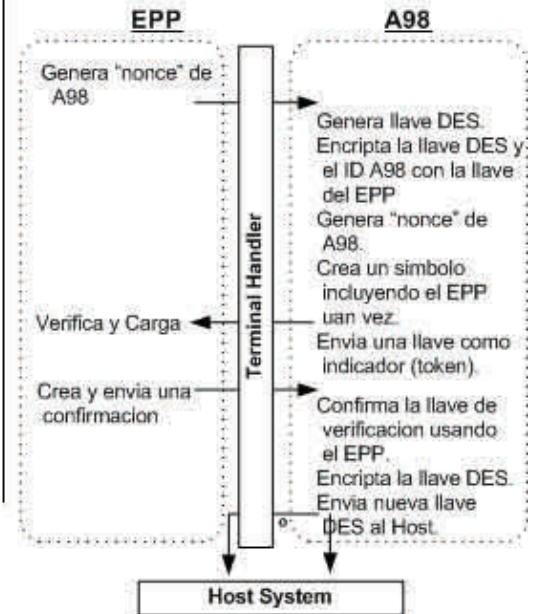 EPP
A98
Genera "nonce" de
A98
Genera llave DES.
Encripta la llave DES y
el ID A98 con la llave
del EPP
Genera "nonce" de
A98.
Crea un simbolo
incluyendo el EPP
uan vez.
Envia una llave como
indicador (token).
Terminal Handler
Verifica y Carga
Crea y envia una
confirmacion
Confirma la llave de
verificacion usando
el EPP.
Encripta la llave DES.
Envia nueva llave
DES al Host.
o
Host System